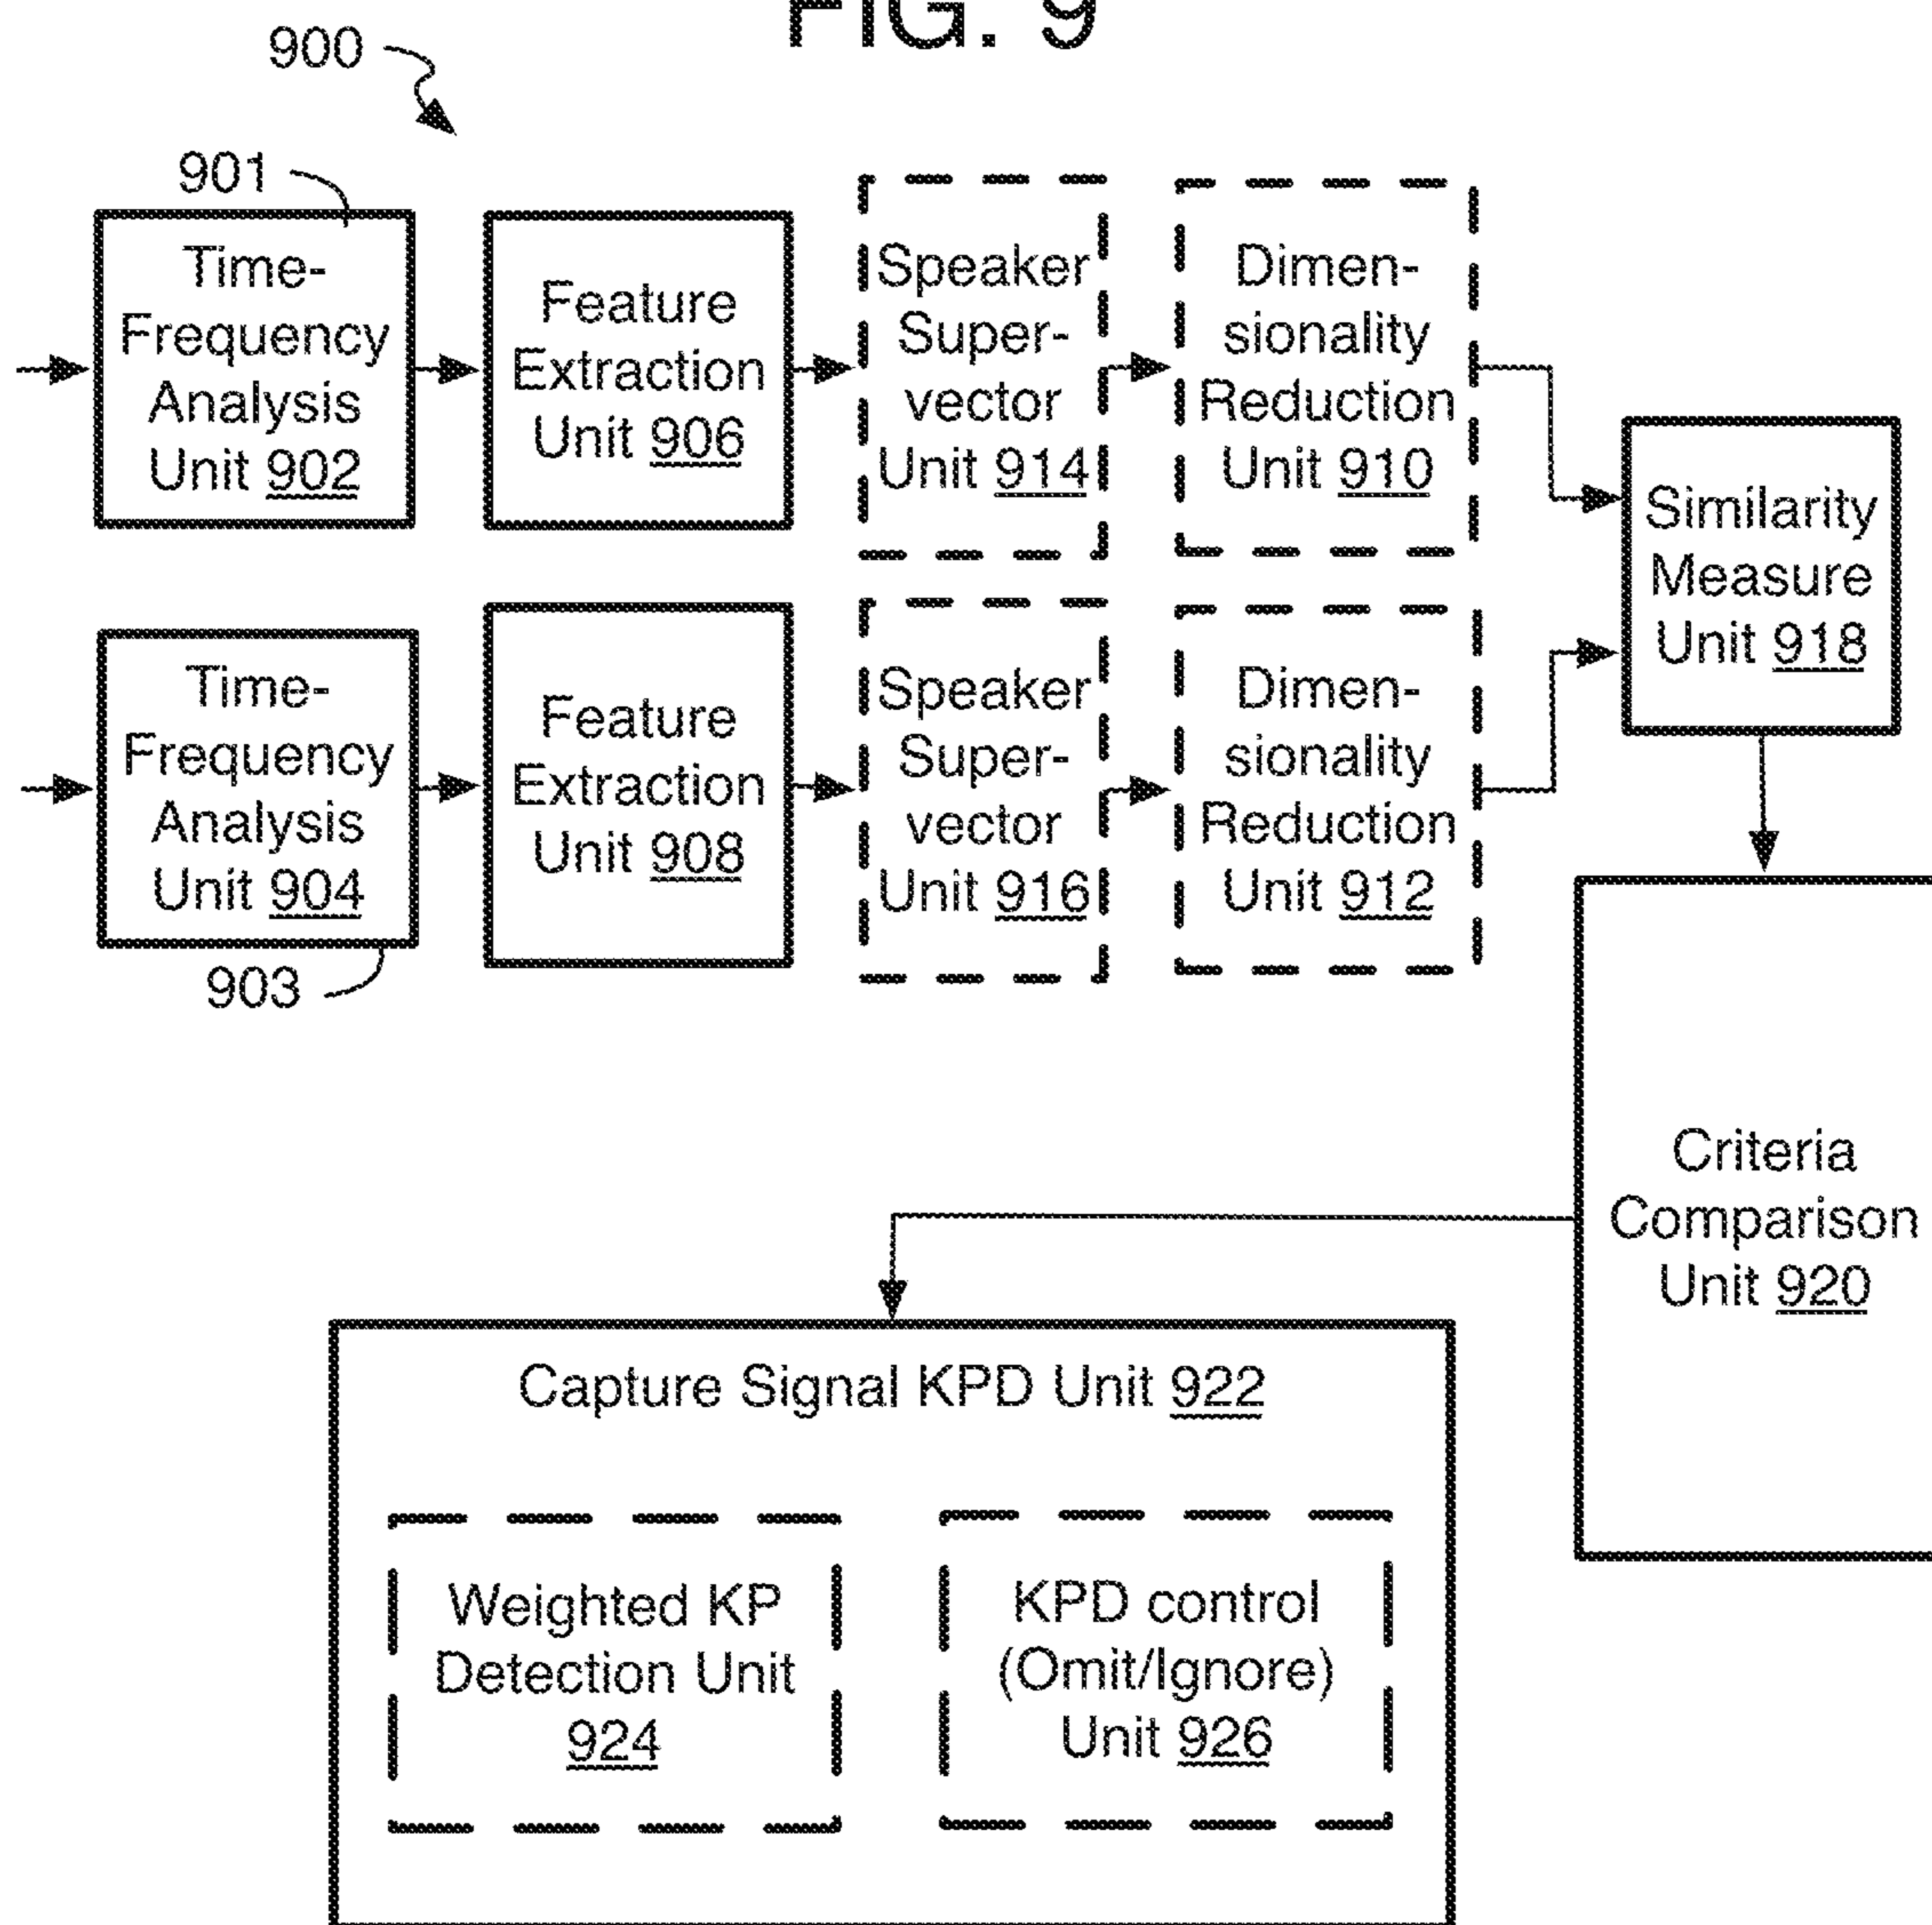 FIG. 9
900
901
Time-
Frequency
Analysis
Unit 902
Feature
Extraction
Unit 906
Speaker
Super-
vector
Unit 914
Dimen-
sionality
Reduction
Unit 910
Similarity
Measure
Unit 918
Time-
Frequency
Analysis
Unit 904
903
Feature
Extraction
Unit 908
Speaker
Super-
vector
Unit 916
Dimen-
sionality
Reduction
Unit 912
Criteria
Comparison
Unit 920
Capture Signal KPD Unit 922
Weighted KP
Detection Unit
924
KPD control
(Omit/Ignore)
Unit 926